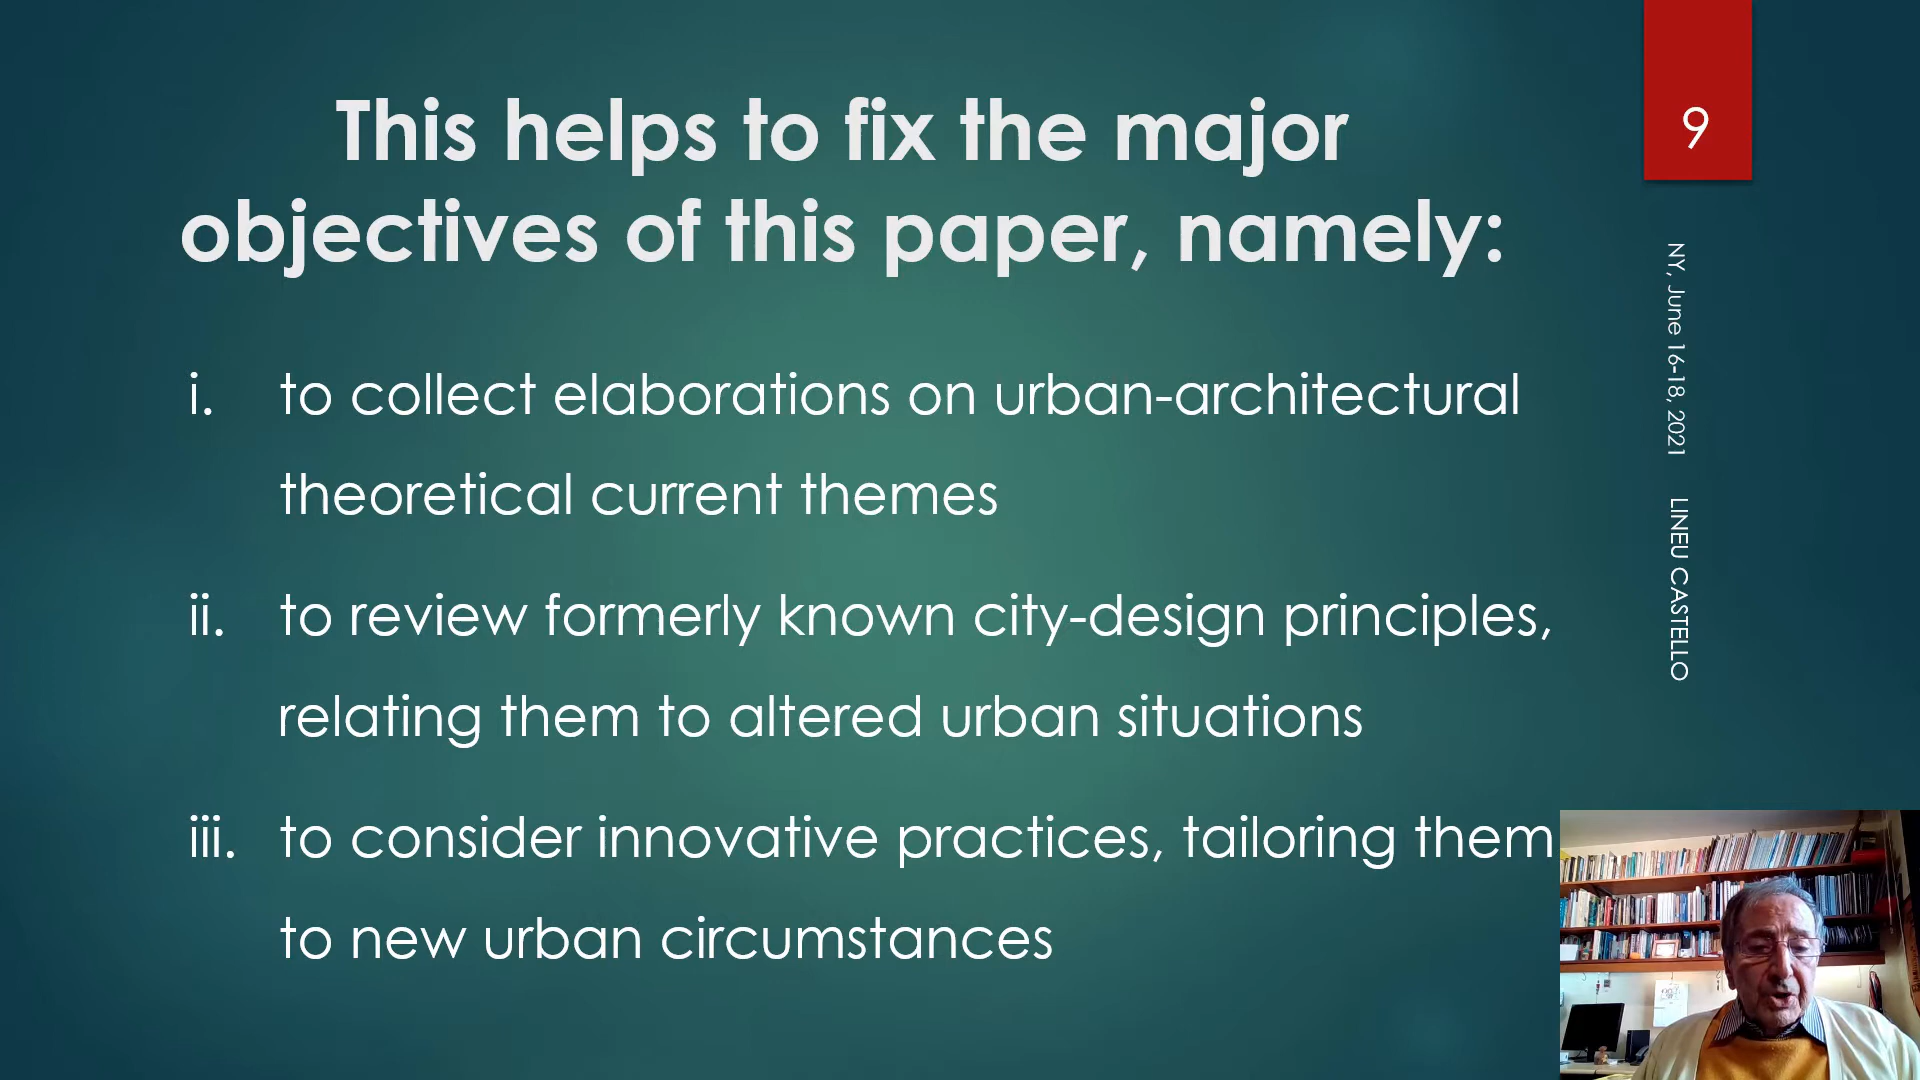 This helps to fix the major
objectives of this paper, namely:
i. to collect elaborations on urban-architectural
theoretical current themes
ii. to review formerly known city-design principles,
relating them to altered urban situations
iii. to consider innovative practices, tailoring them
to new urban circumstances
9
NY, June 16-18, 2021
LINEU CASTELLO